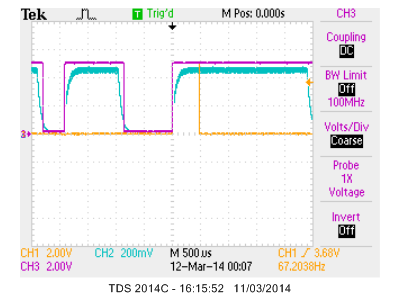 Tek
T Trig'd
M Pos: 0.000s
CH3
Coupling
DC
BW Limit
Off
100MHz
Volts/Div
Coarse
Probe
1X
Voltage
Invert
Off
3
CH1 2.00V CH2 200mV M 500us CH1 3.68V
CH3 2.00V 12-Mar-14 00:07 67.2038Hz
TDS 2014C - 16:15:52 11/03/2014